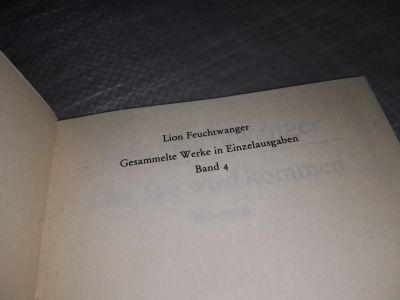 Lion Feuchtwanger
Gesammelte Werke in Einzelausgaben
Band 4